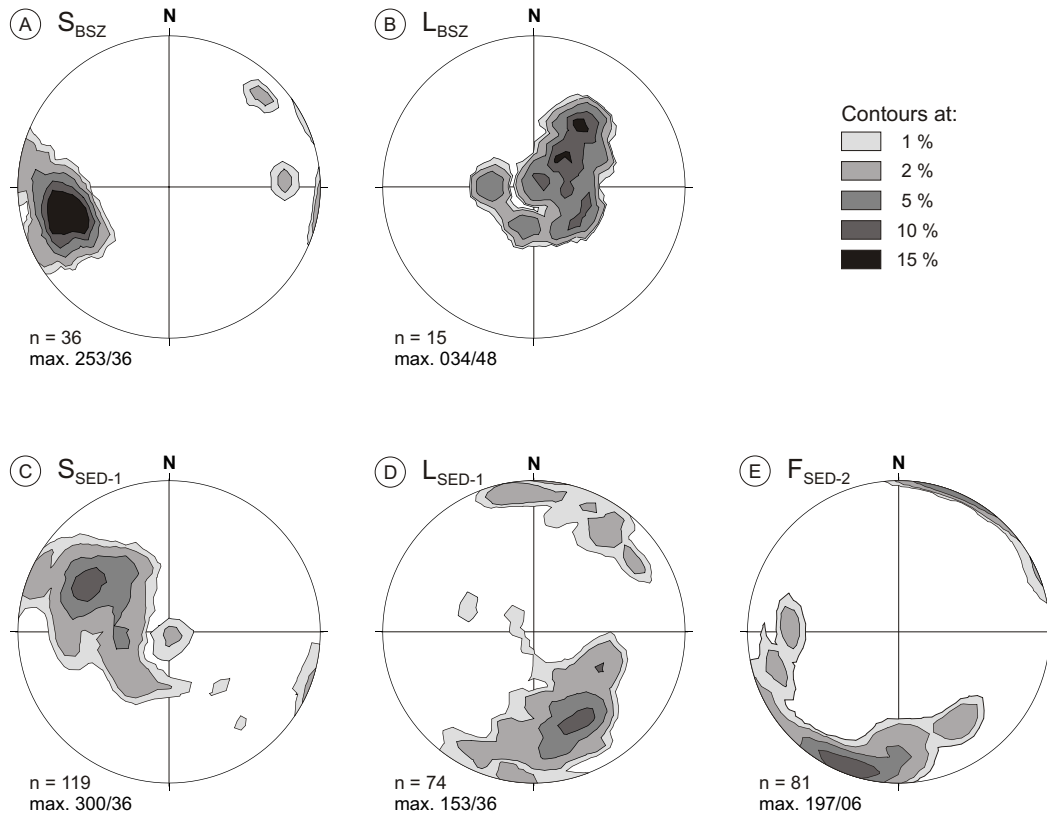 A S_BSZ
N
n = 36
max. 253/36
B L_BSZ
N
n = 15
max. 034/48
Contours at:
1 %
2 %
5 %
10 %
15 %
C S_SED-1
N
n = 119
max. 300/36
D L_SED-1
N
n = 74
max. 153/36
E F_SED-2
N
n = 81
max. 197/06